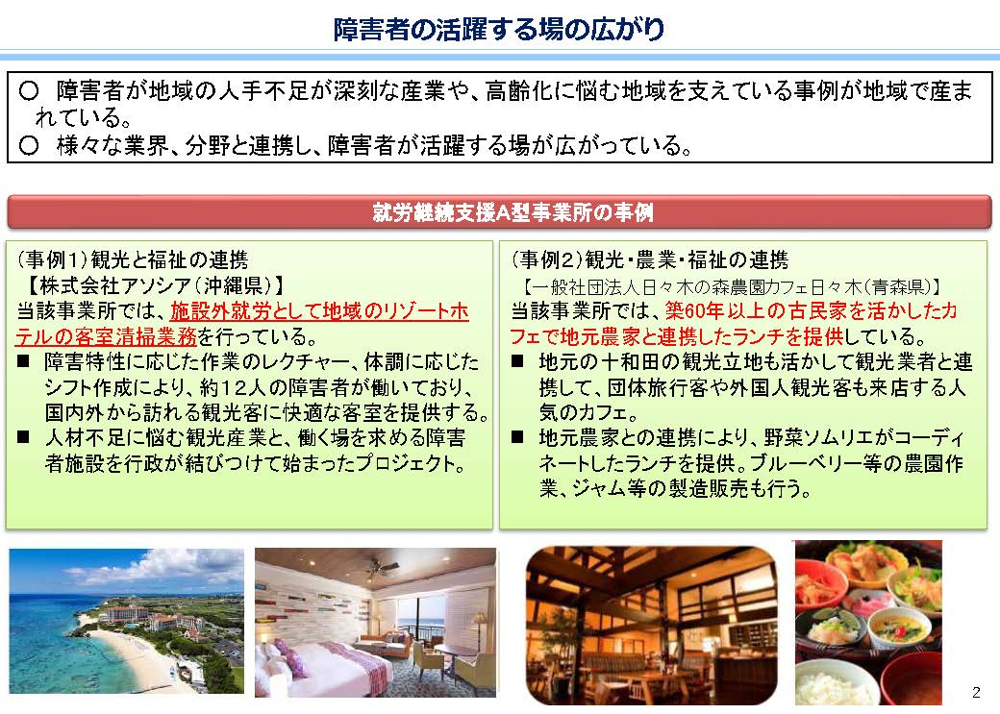 障害者の活躍する場の広がり
○ 障害者が地域の人手不足が深刻な産業や、高齢化に悩む地域を支えている事例が地域で産ま
れている。
○ 様々な業界、分野と連携し、障害者が活躍する場が広がっている。
就労継続支援A型事業所の事例
（事例1）観光と福祉の連携
【株式会社アソシア（沖縄県）】
当該事業所では、施設外就労として地域のリゾートホ
テルの客室清掃業務を行っている。
■ 障害特性に応じた作業のレクチャー、体調に応じた
シフト作成により、約12人の障害者が働いており、
国内外から訪れる観光客に快適な客室を提供する。
■ 人材不足に悩む観光産業と、働く場を求める障害
者施設を行政が結びつけて始まったプロジェクト。
（事例2）観光・農業・福祉の連携
【一般社団法人日々木の森農園カフェ日々木（青森県）】
当該事業所では、築60年以上の古民家を活かしたカ
フェで地元農家と連携したランチを提供している。
■ 地元の十和田の観光立地も活かして観光業者と連
携して、団体旅行客や外国人観光客も来店する人
気のカフェ。
■ 地元農家との連携により、野菜ソムリエがコーディ
ネートしたランチを提供。ブルーベリー等の農園作
業、ジャム等の製造販売も行う。
2